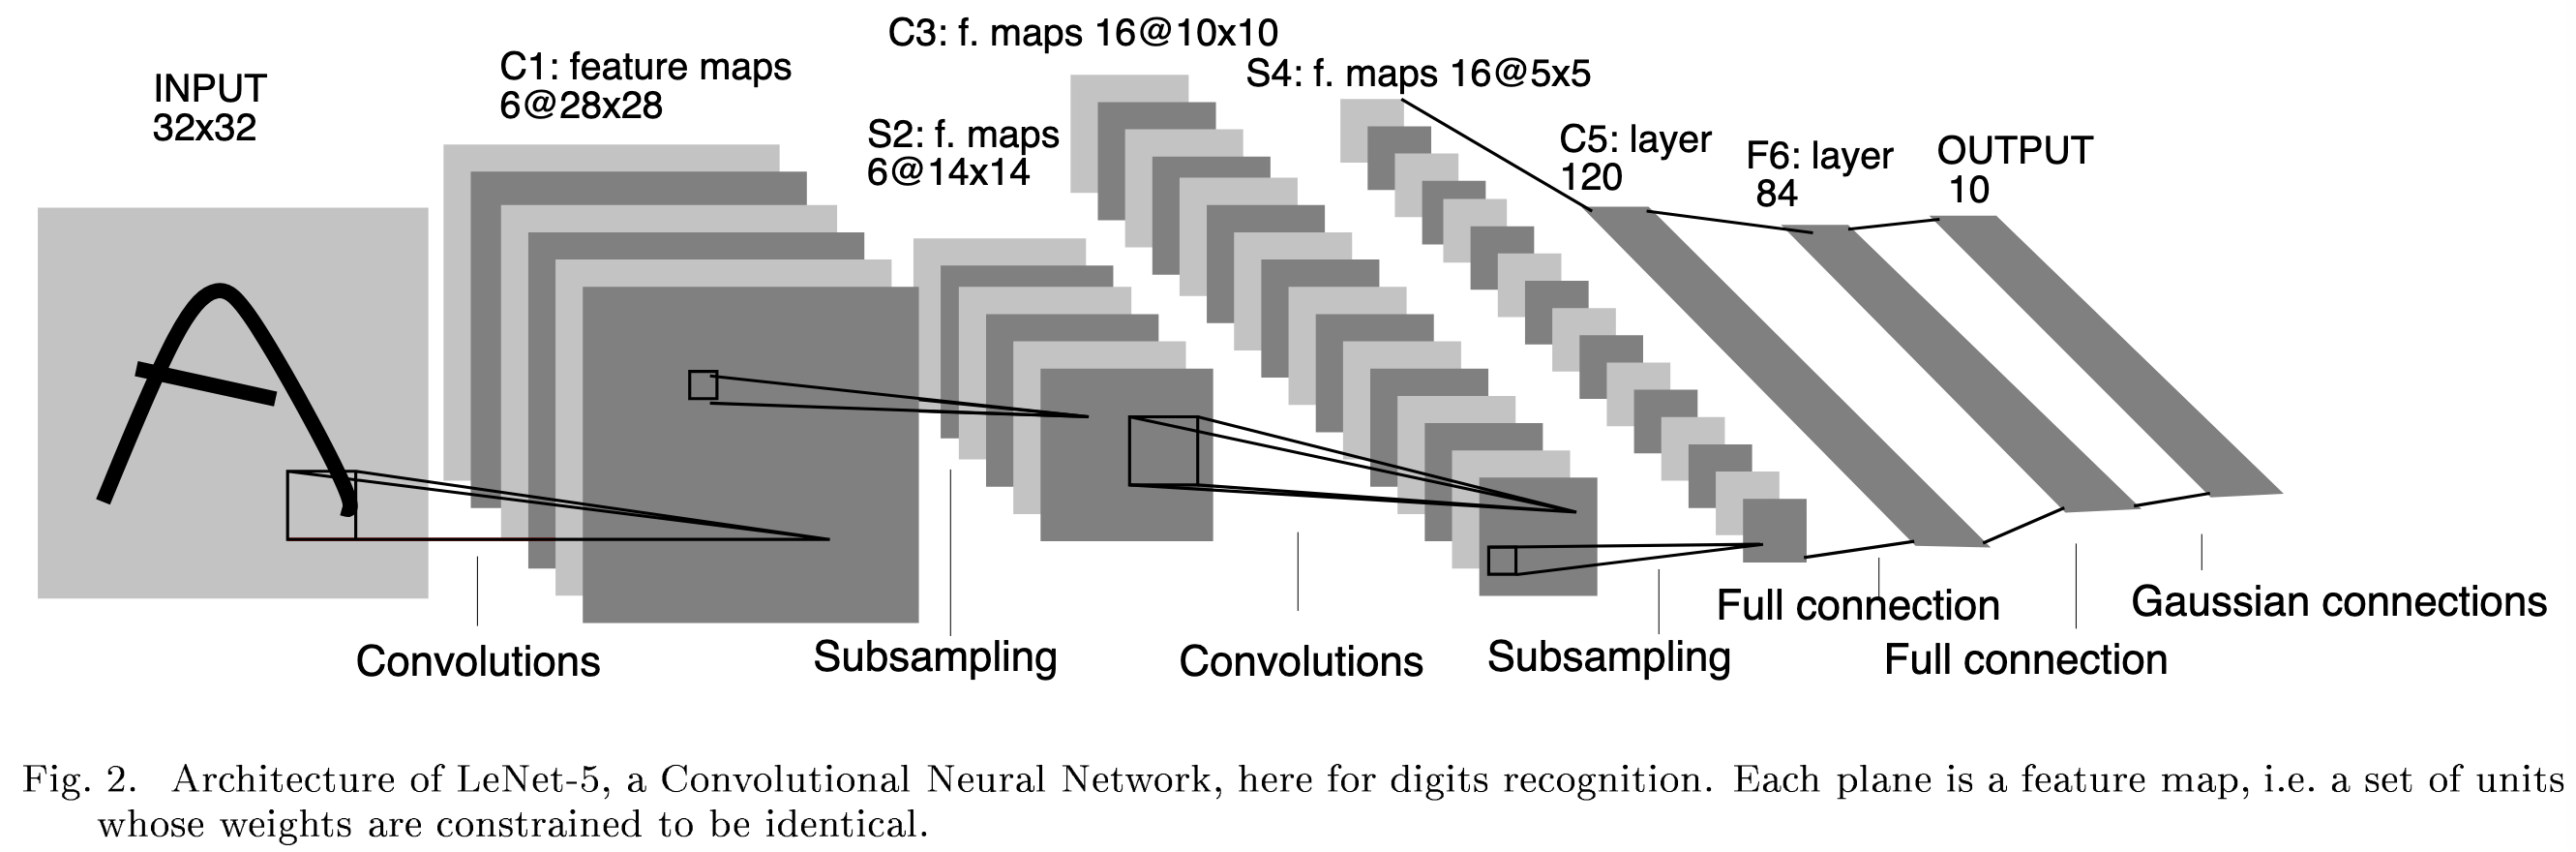 INPUT
32x32
C1: feature maps
6@28x28
S2: f. maps
6@14x14
C3: f. maps 16@10x10
S4: f. maps 16@5x5
C5: layer
120
F6: layer
84
OUTPUT
10
Convolutions
Subsampling
Convolutions
Subsampling
Full connection
Full connection
Gaussian connections
Fig. 2. Architecture of LeNet-5, a Convolutional Neural Network, here for digits recognition. Each plane is a feature map, i.e. a set of units
whose weights are constrained to be identical.